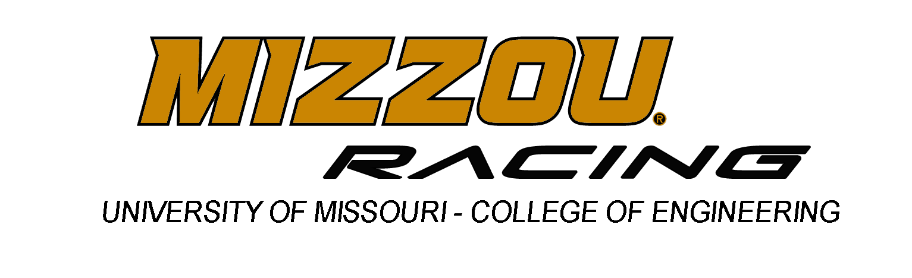 MIZZOU®
RACING
UNIVERSITY OF MISSOURI - COLLEGE OF ENGINEERING